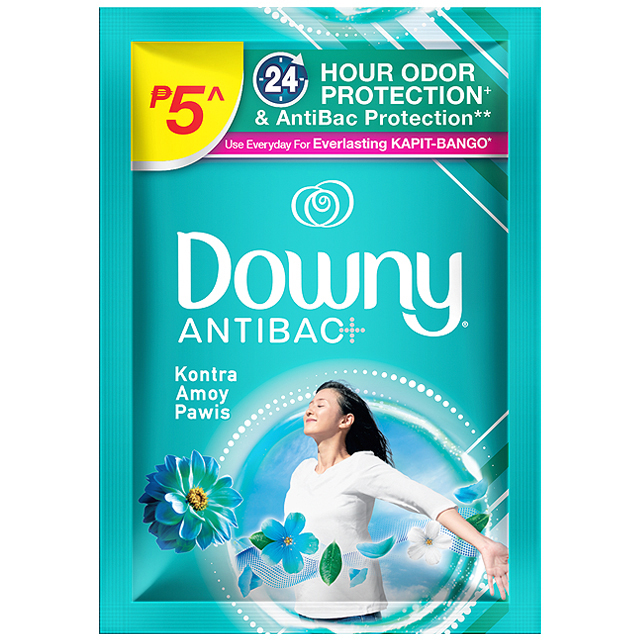 ₱5^
24
HOUR ODOR
PROTECTION+
& AntiBac Protection**
Use Everyday For Everlasting KAPIT-BANGO*
Downy®
ANTIBAC+
Kontra
Amoy
Pawis